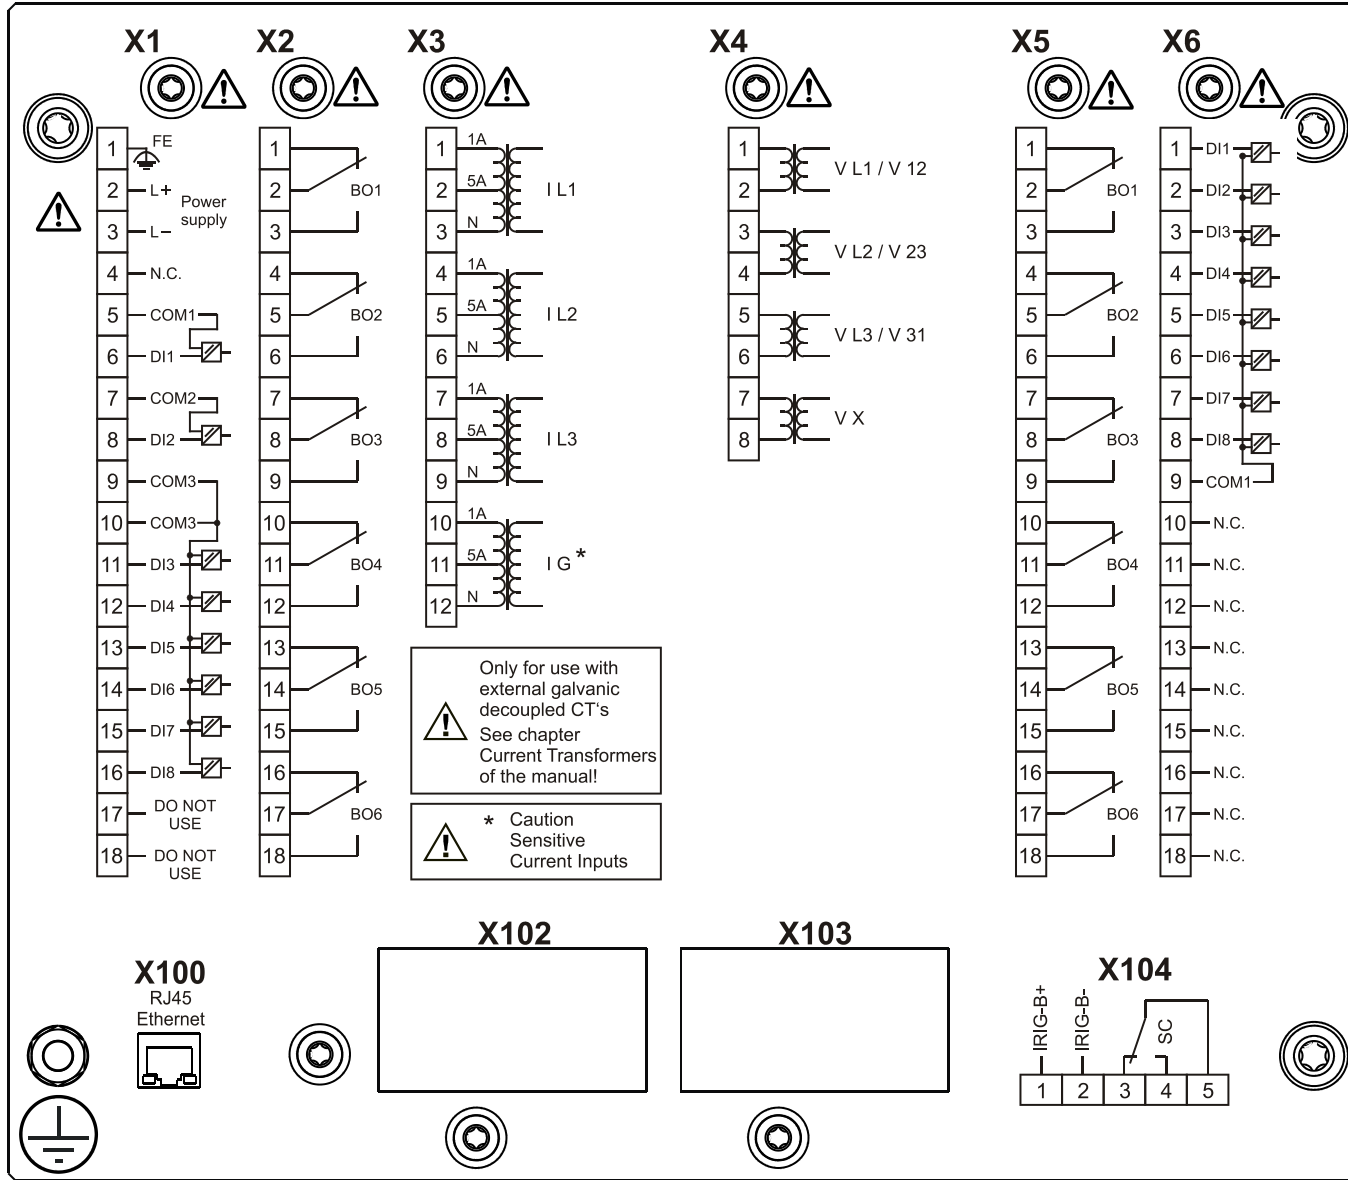 X1
X2
X3
X4
X5
X6
1
FE
2
L+
Power
supply
3
L−
4
N.C.
5
COM1
6
DI1
7
COM2
8
DI2
9
COM3
10
COM3
11
DI3
12
DI4
13
DI5
14
DI6
15
DI7
16
DI8
17
DO NOT
USE
18
DO NOT
USE
1
2
BO1
3
4
5
BO2
6
7
8
BO3
9
10
11
BO4
12
13
14
BO5
15
16
17
BO6
18
1
1A
2
5A
I L1
3
N
4
1A
5
5A
I L2
6
N
7
1A
8
5A
I L3
9
N
10
1A
11
5A
I G *
12
N
Only for use with
external galvanic
decoupled CT‘s
See chapter
Current Transformers
of the manual!
* Caution
Sensitive
Current Inputs
1
V L1 / V 12
2
3
V L2 / V 23
4
5
V L3 / V 31
6
7
V X
8
1
2
BO1
3
4
5
BO2
6
7
8
BO3
9
10
11
BO4
12
13
14
BO5
15
16
17
BO6
18
1
DI1
2
DI2
3
DI3
4
DI4
5
DI5
6
DI6
7
DI7
8
DI8
9
COM1
10
N.C.
11
N.C.
12
N.C.
13
N.C.
14
N.C.
15
N.C.
16
N.C.
17
N.C.
18
N.C.
X100
RJ45
Ethernet
X102
X103
X104
IRIG-B+
IRIG-B-
SC
1 2 3 4 5